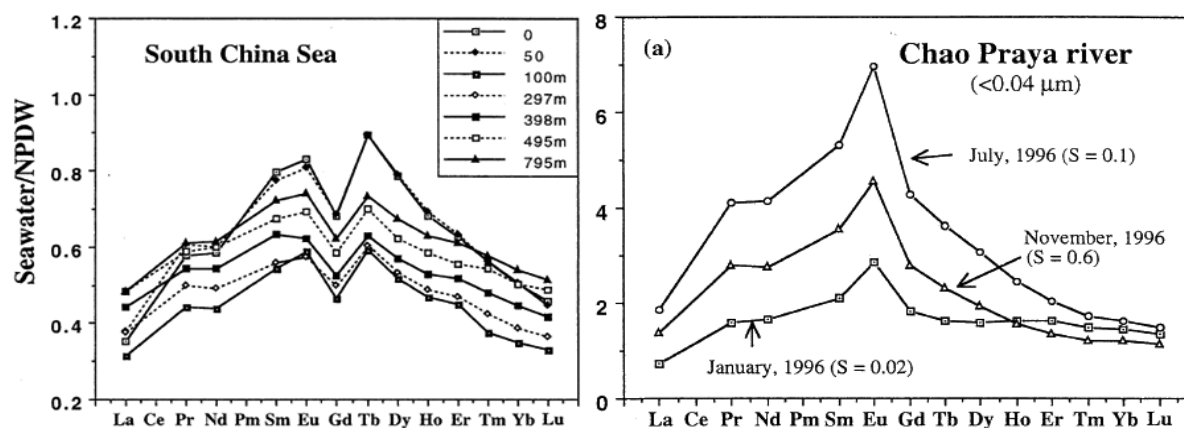 1.2
1.0
0.8
0.6
0.4
0.2
Seawater/NPDW
South China Sea
0
50
100m
297m
398m
495m
795m
La Ce Pr Nd Pm Sm Eu Gd Tb Dy Ho Er Tm Yb Lu
8
6
4
2
0
(a)
Chao Praya river
(<0.04 μm)
July, 1996 (S = 0.1)
November, 1996
(S = 0.6)
January, 1996 (S = 0.02)
La Ce Pr Nd Pm Sm Eu Gd Tb Dy Ho Er Tm Yb Lu